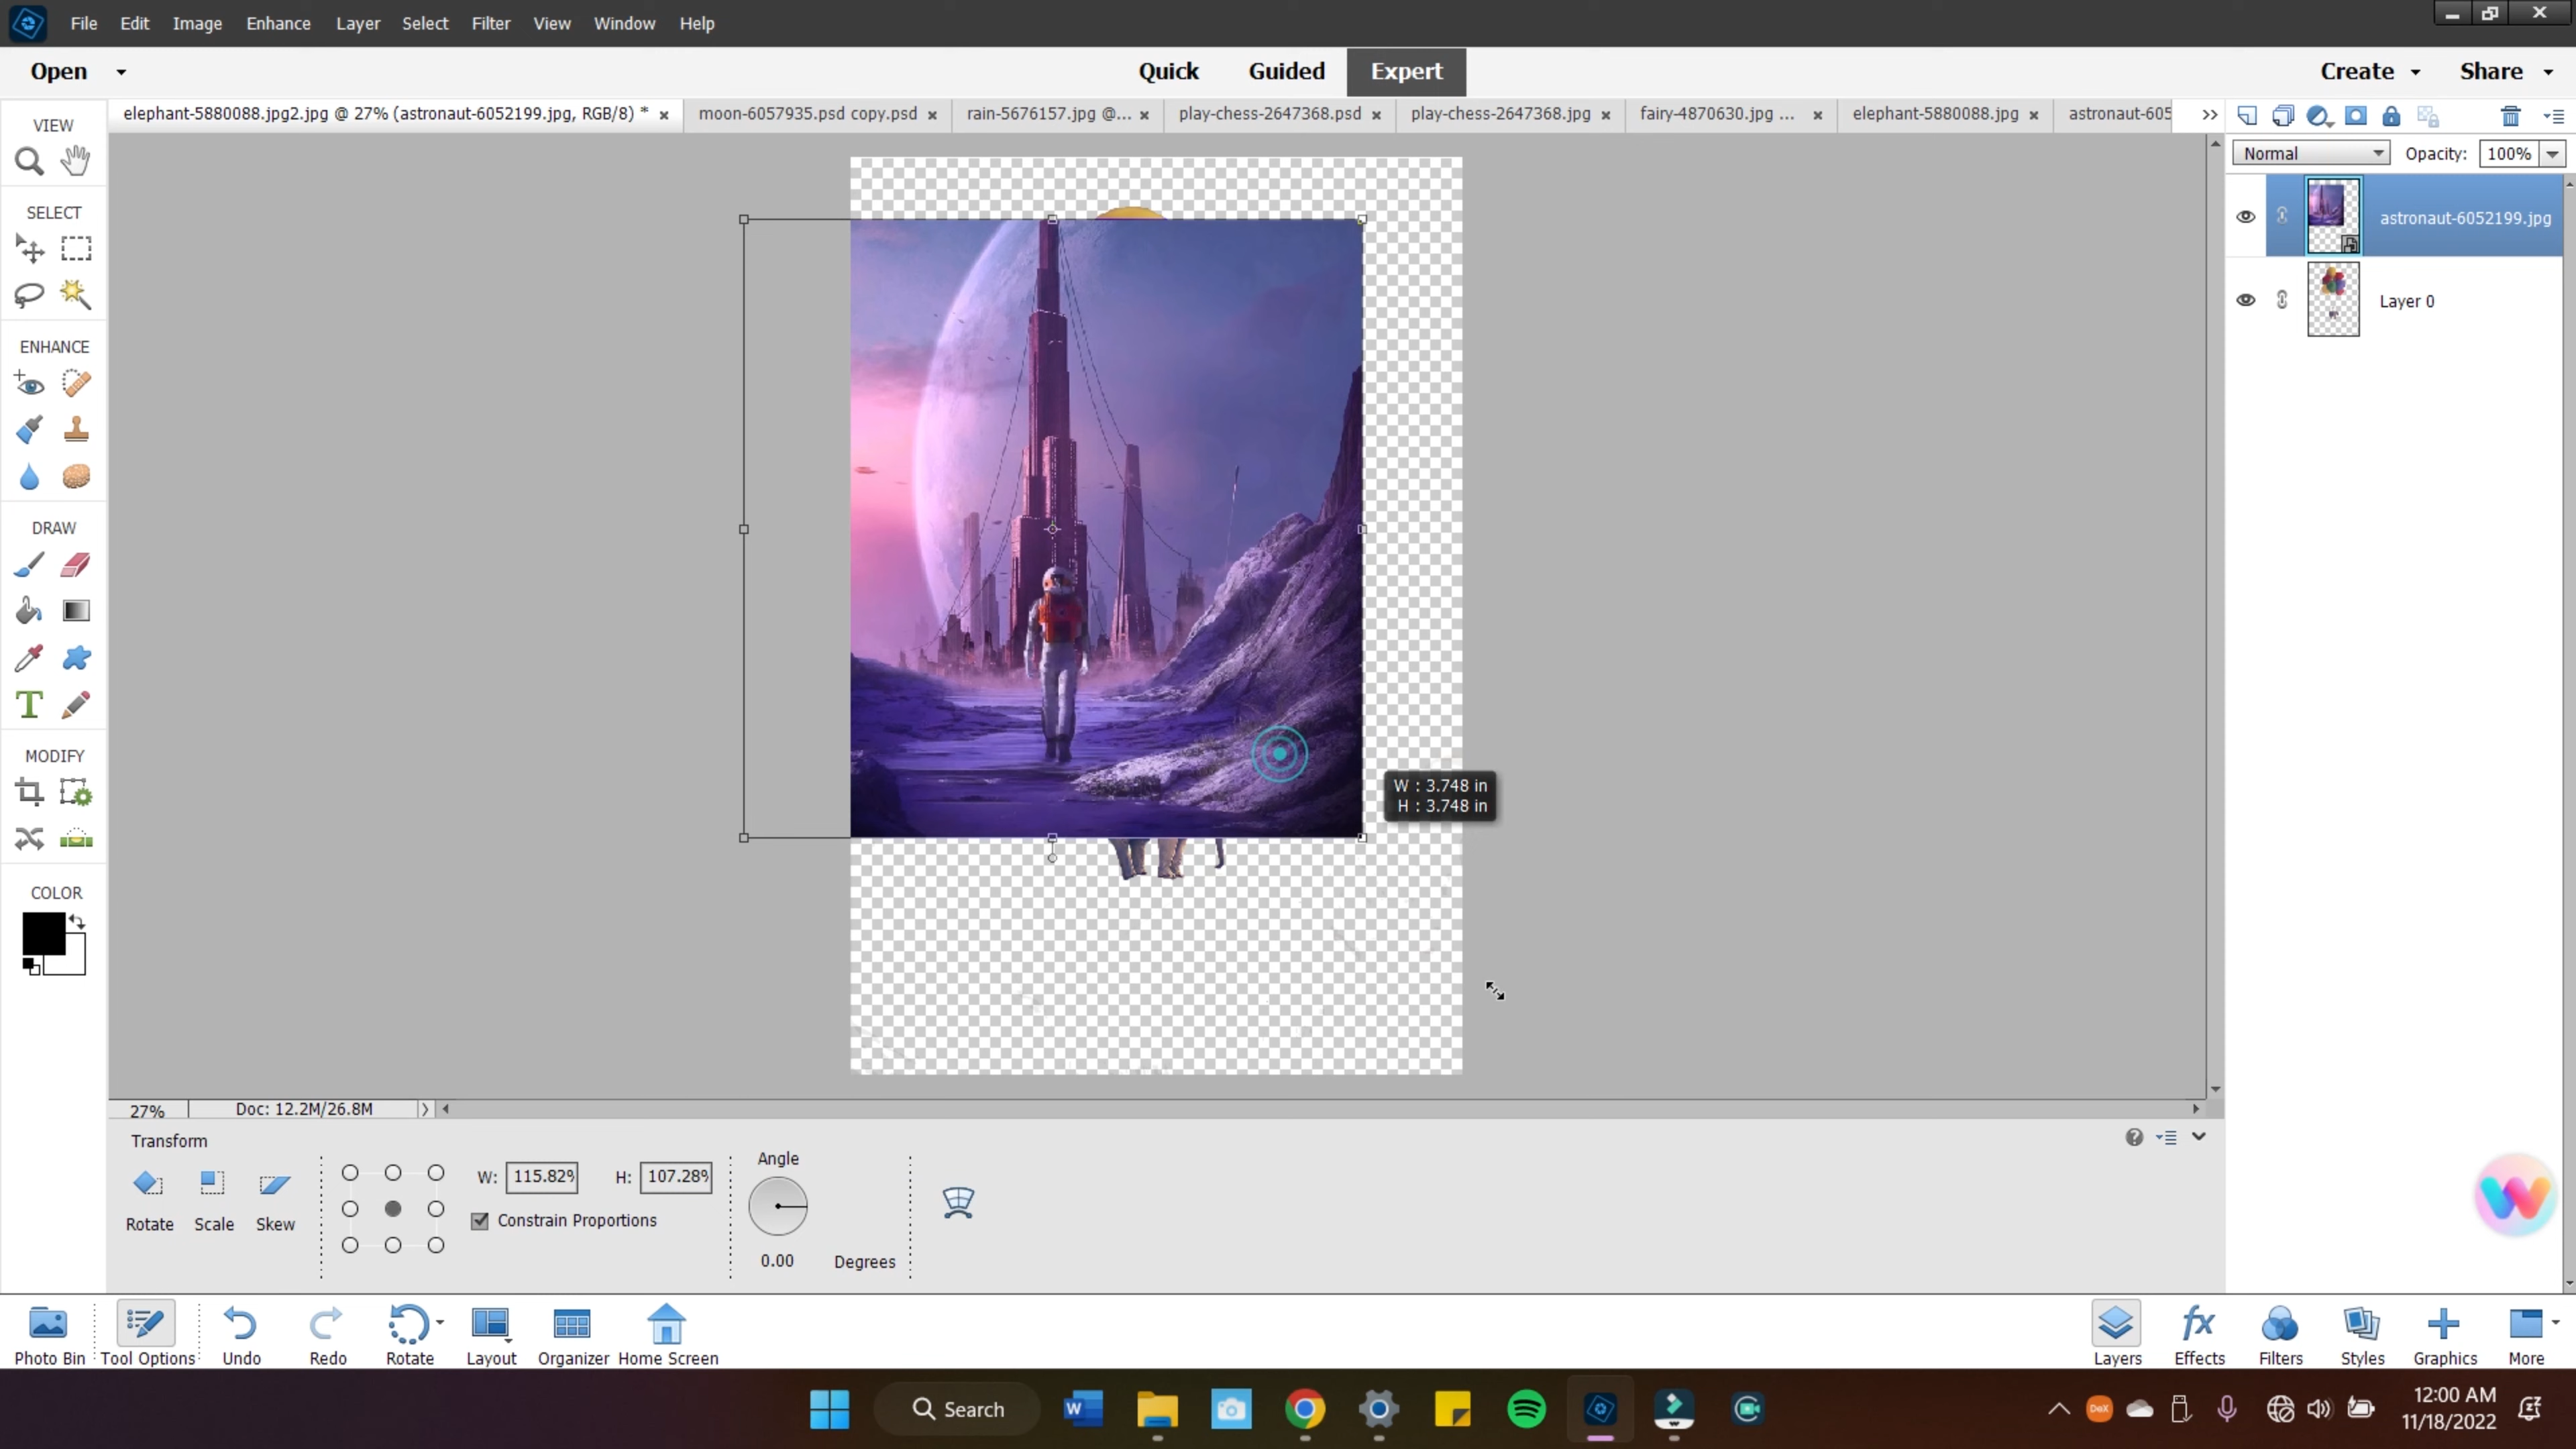 File Edit Image Enhance Layer Select Filter View Window Help
Open Quick Guided Expert Create Share
elephant-5880088.jpg2.jpg @ 27% (astronaut-6052199.jpg, RGB/8) * moon-6057935.psd copy.psd rain-5676157.jpg @... play-chess-2647368.psd play-chess-2647368.jpg fairy-4870630.jpg ... elephant-5880088.jpg astronaut-605
VIEW
SELECT
ENHANCE
DRAW
MODIFY
COLOR
Normal Opacity: 100%
astronaut-6052199.jpg
Layer 0
W : 3.748 in
H : 3.748 in
27% Doc: 12.2M/26.8M
Transform
Rotate Scale Skew
W: 115.82% H: 107.28%
Constrain Proportions
Angle
0.00 Degrees
Photo Bin Tool Options Undo Redo Rotate Layout Organizer Home Screen Layers Effects Filters Styles Graphics More
Search
12:00 AM
11/18/2022